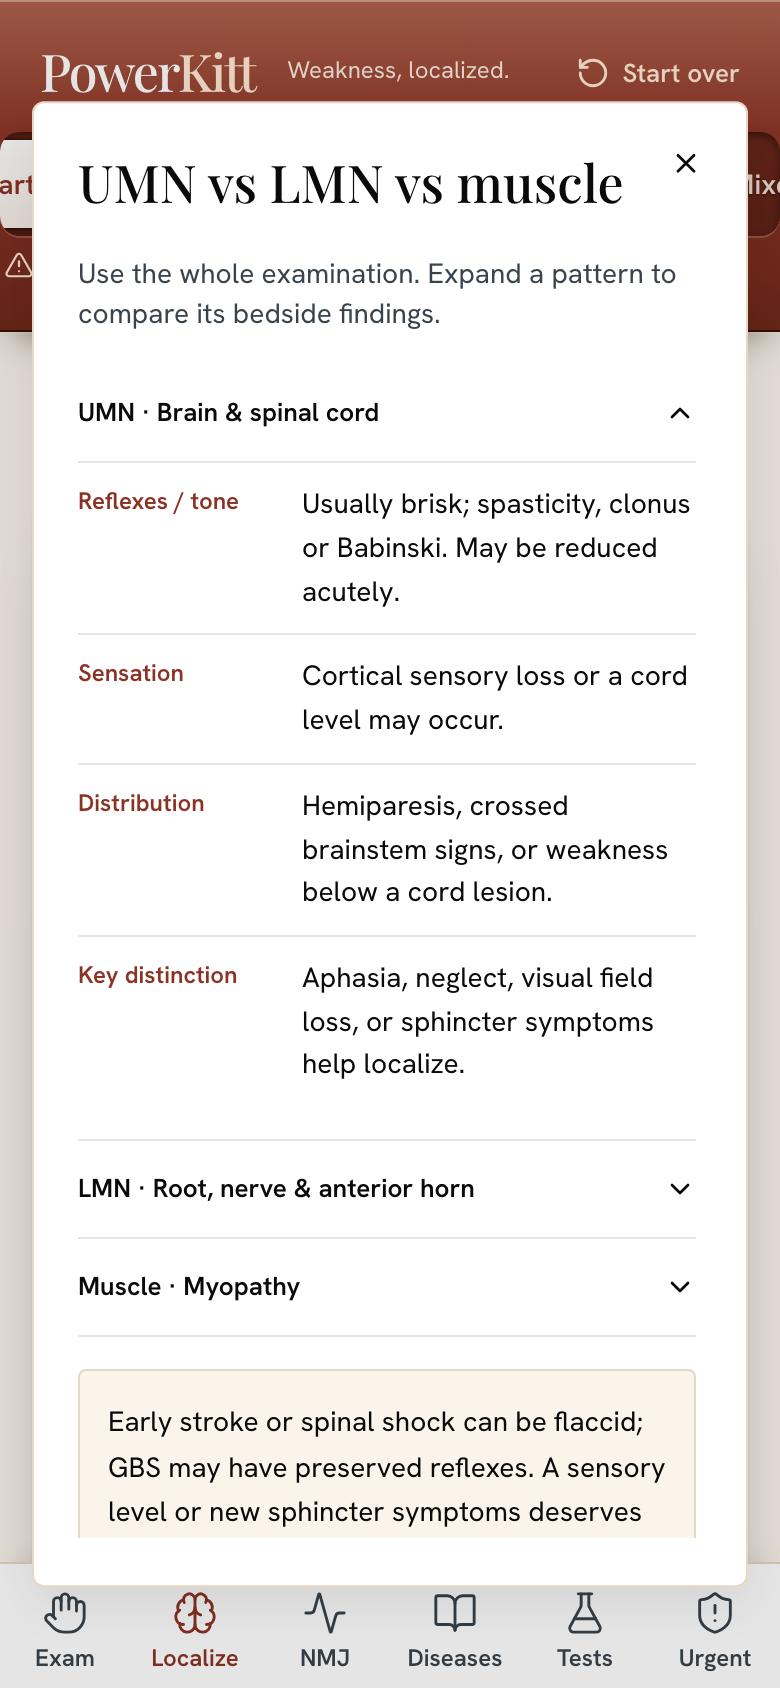 PowerKitt
Weakness, localized.
Start over
art
Mix
UMN vs LMN vs muscle
Use the whole examination. Expand a pattern to
compare its bedside findings.
UMN · Brain & spinal cord
Reflexes / tone
Usually brisk; spasticity, clonus
or Babinski. May be reduced
acutely.
Sensation
Cortical sensory loss or a cord
level may occur.
Distribution
Hemiparesis, crossed
brainstem signs, or weakness
below a cord lesion.
Key distinction
Aphasia, neglect, visual field
loss, or sphincter symptoms
help localize.
LMN · Root, nerve & anterior horn
Muscle · Myopathy
Early stroke or spinal shock can be flaccid;
GBS may have preserved reflexes. A sensory
level or new sphincter symptoms deserves
Exam
Localize
NMJ
Diseases
Tests
Urgent